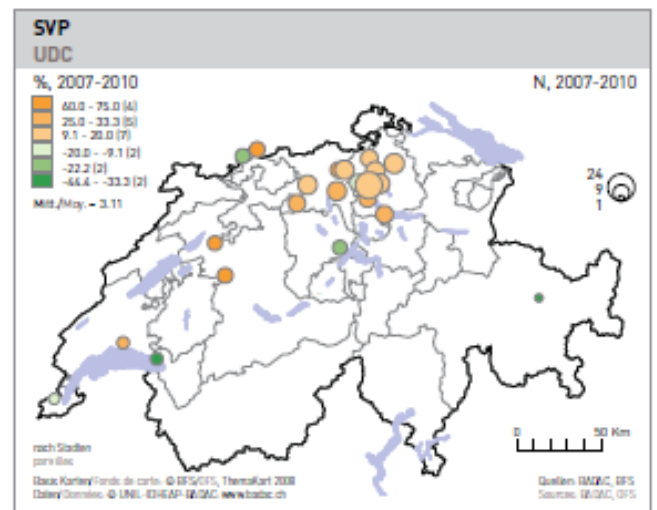 SVP
UDC
%, 2007-2010
N, 2007-2010
60.0 - 75.0 (4)
25.0 - 33.3 (5)
9.1 - 20.0 (7)
-20.0 - -9.1 (2)
-22.2 (2)
-44.4 - -33.3 (2)
Mitt./Moy. = 3.11
24
9
1
0
50 Km
nach Städten
par villes
Basis Karten/Fonds de carte: © BFS/OFS, ThemaKart 2008
Daten/Données: © UNIL-IDHEAP-BADAC: www.badac.ch
Quellen: BADAC, BFS
Sources: BADAC, OFS